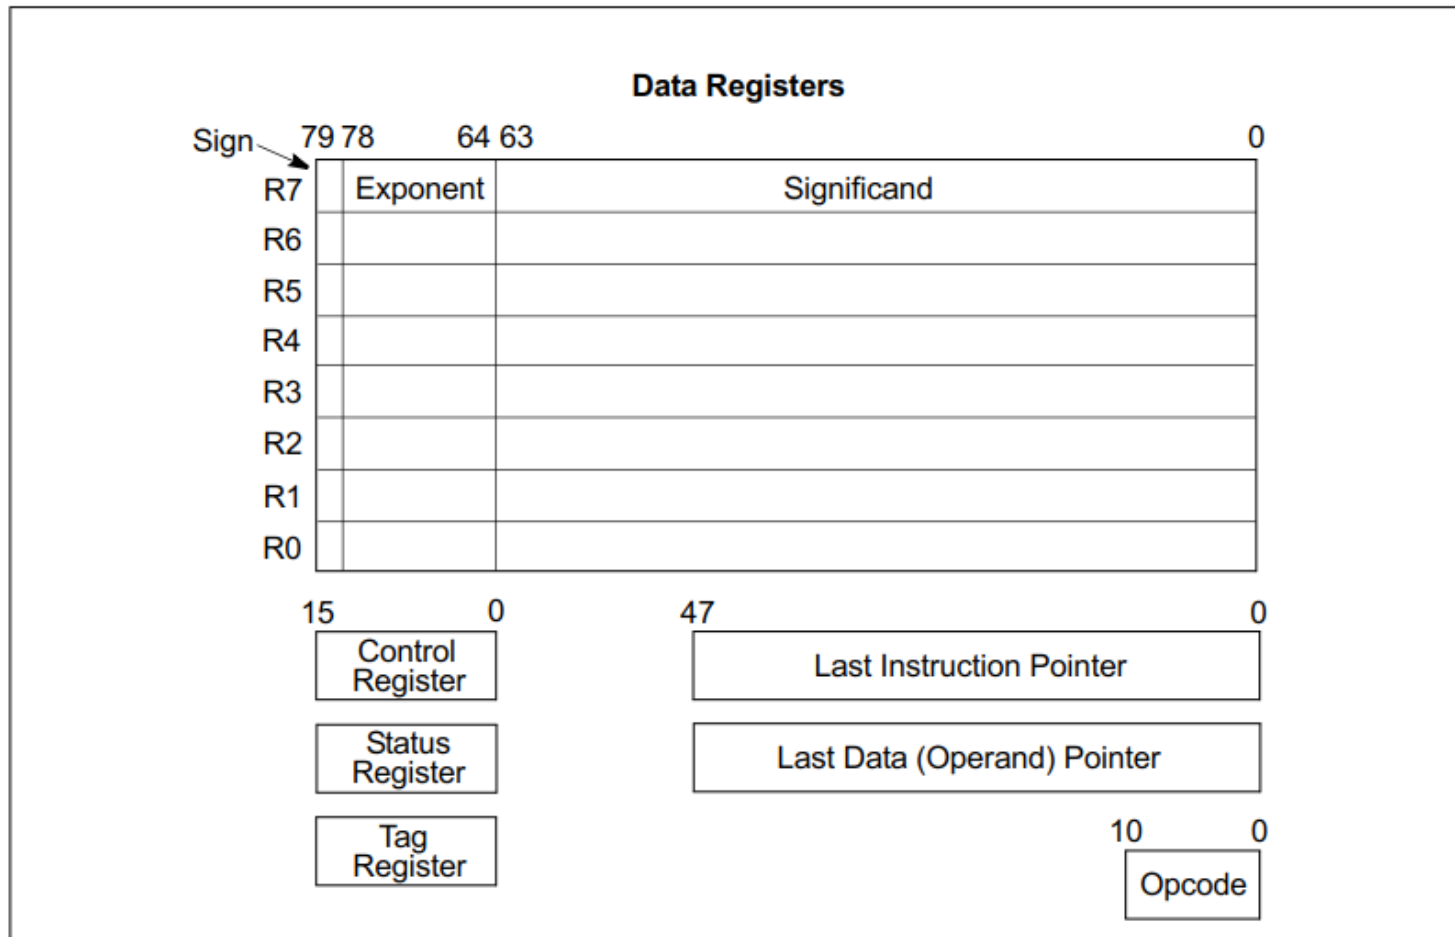 Data Registers
Sign 79 78 64 63 0
R7 Exponent Significand
R6
R5
R4
R3
R2
R1
R0
15 0 47 0
Control
Register
Last Instruction Pointer
Status
Register
Last Data (Operand) Pointer
Tag
Register
10 0
Opcode